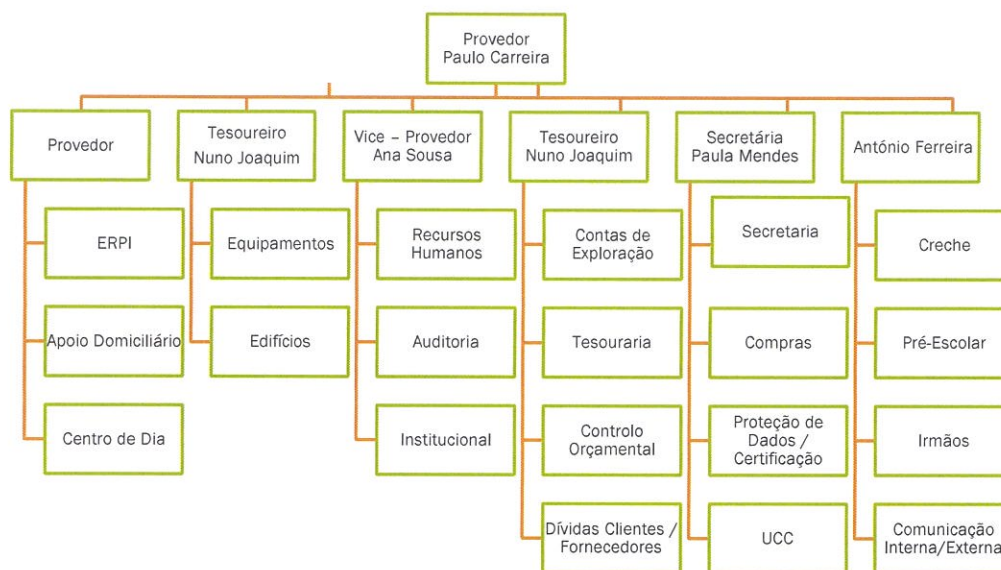 Provedor
Paulo Carreira
Provedor
Tesoureiro
Nuno Joaquim
Vice – Provedor
Ana Sousa
Tesoureiro
Nuno Joaquim
Secretária
Paula Mendes
António Ferreira
ERPI
Equipamentos
Recursos
Humanos
Contas de
Exploração
Secretaria
Creche
Apoio Domiciliário
Edifícios
Auditoria
Tesouraria
Compras
Pré-Escolar
Centro de Dia
Institucional
Controlo
Orçamental
Proteção de
Dados /
Certificação
Irmãos
Dívidas Clientes /
Fornecedores
UCC
Comunicação
Interna/Externa